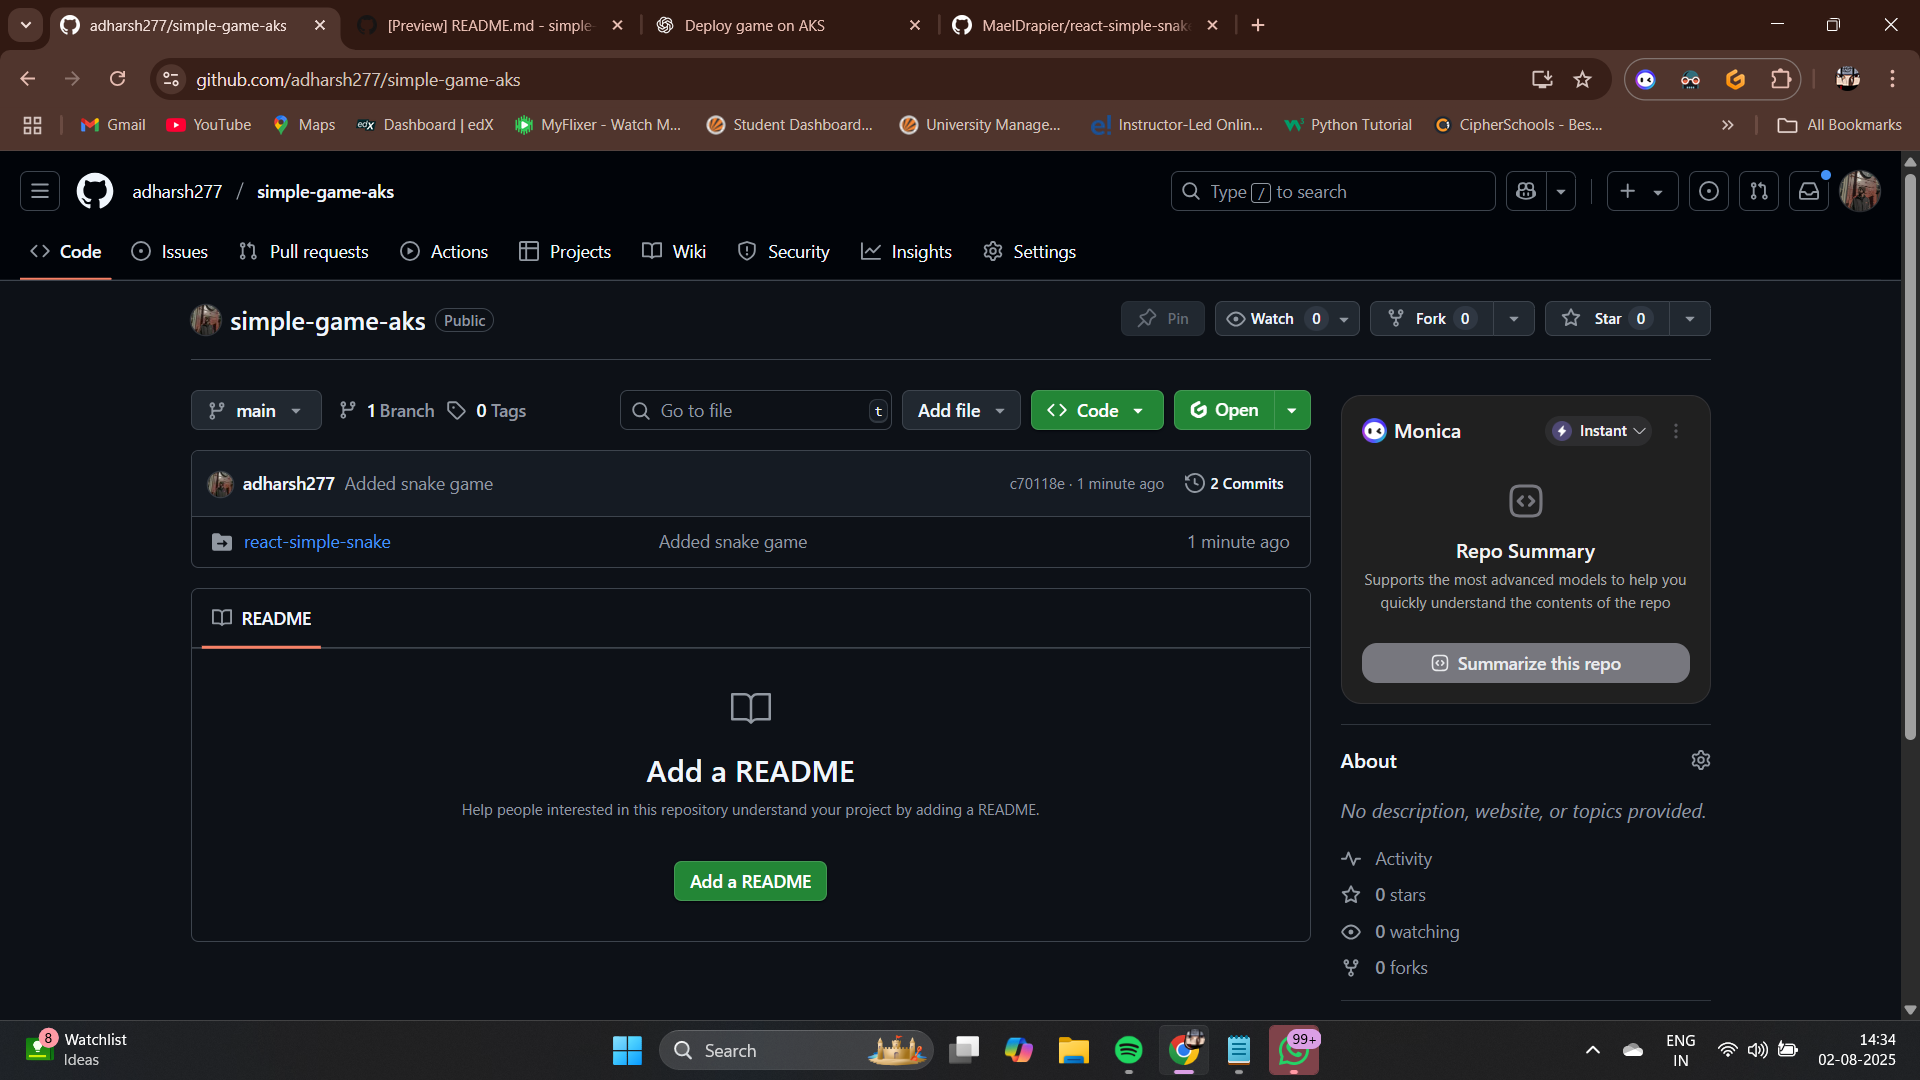 adharsh277/simple-game-aks
[Preview] README.md - simple-
Deploy game on AKS
MaelDrapier/react-simple-snake
github.com/adharsh277/simple-game-aks
Gmail
YouTube
Maps
edX
Dashboard | edX
MyFlixer - Watch M...
Student Dashboard...
University Manage...
Instructor-Led Onlin...
Python Tutorial
CipherSchools - Bes...
All Bookmarks
adharsh277 / simple-game-aks
Type / to search
Code
Issues
Pull requests
Actions
Projects
Wiki
Security
Insights
Settings
simple-game-aks Public
Pin
Watch 0
Fork 0
Star 0
main
1 Branch
0 Tags
Go to file t
Add file
Code
Open
adharsh277 Added snake game
c70118e · 1 minute ago
2 Commits
react-simple-snake
Added snake game
1 minute ago
README
Add a README
Help people interested in this repository understand your project by adding a README.
Add a README
Monica
Instant
Repo Summary
Supports the most advanced models to help you
quickly understand the contents of the repo
Summarize this repo
About
No description, website, or topics provided.
Activity
0 stars
0 watching
0 forks
8
Watchlist
Ideas
Search
99+
ENG
IN
14:34
02-08-2025